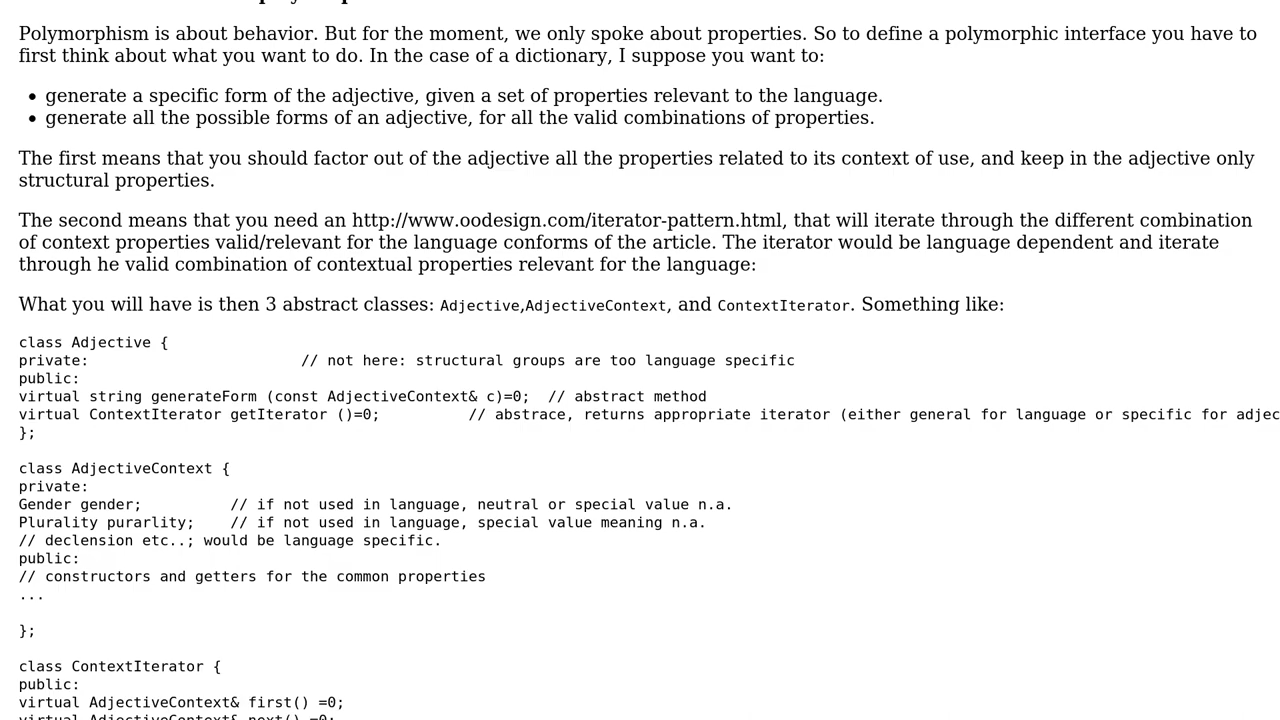 Polymorphism is about behavior. But for the moment, we only spoke about properties. So to define a polymorphic interface you have to
first think about what you want to do. In the case of a dictionary, I suppose you want to:
• generate a specific form of the adjective, given a set of properties relevant to the language.
• generate all the possible forms of an adjective, for all the valid combinations of properties.
The first means that you should factor out of the adjective all the properties related to its context of use, and keep in the adjective only
structural properties.
The second means that you need an http://www.oodesign.com/iterator-pattern.html, that will iterate through the different combination
of context properties valid/relevant for the language conforms of the article. The iterator would be language dependent and iterate
through he valid combination of contextual properties relevant for the language:
What you will have is then 3 abstract classes: Adjective,AdjectiveContext, and ContextIterator. Something like:
class Adjective {
private:                        // not here: structural groups are too language specific
public:
virtual string generateForm (const AdjectiveContext& c)=0;  // abstract method
virtual ContextIterator getIterator ()=0;          // abstrace, returns appropriate iterator (either general for language or specific for adjec
};
class AdjectiveContext {
private:
Gender gender;          // if not used in language, neutral or special value n.a.
Plurality purarlity;    // if not used in language, special value meaning n.a.
// declension etc..; would be language specific.
public:
// constructors and getters for the common properties
...
};
class ContextIterator {
public:
virtual AdjectiveContext& first() =0;
virtual AdjectiveContext& next() =0;